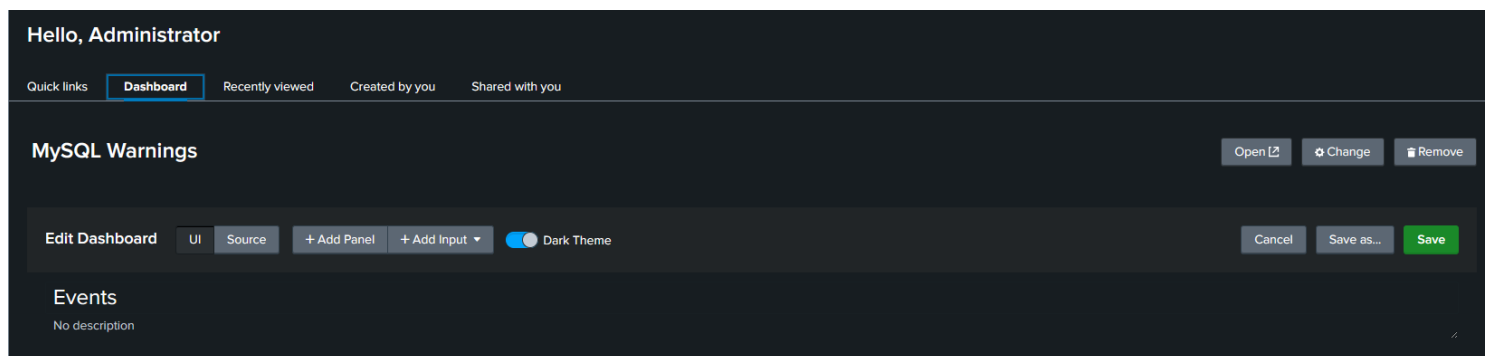 Hello, Administrator
Quick links Dashboard Recently viewed Created by you Shared with you
MySQL Warnings Open Change Remove
Edit Dashboard UI Source + Add Panel + Add Input Dark Theme Cancel Save as... Save
Events
No description